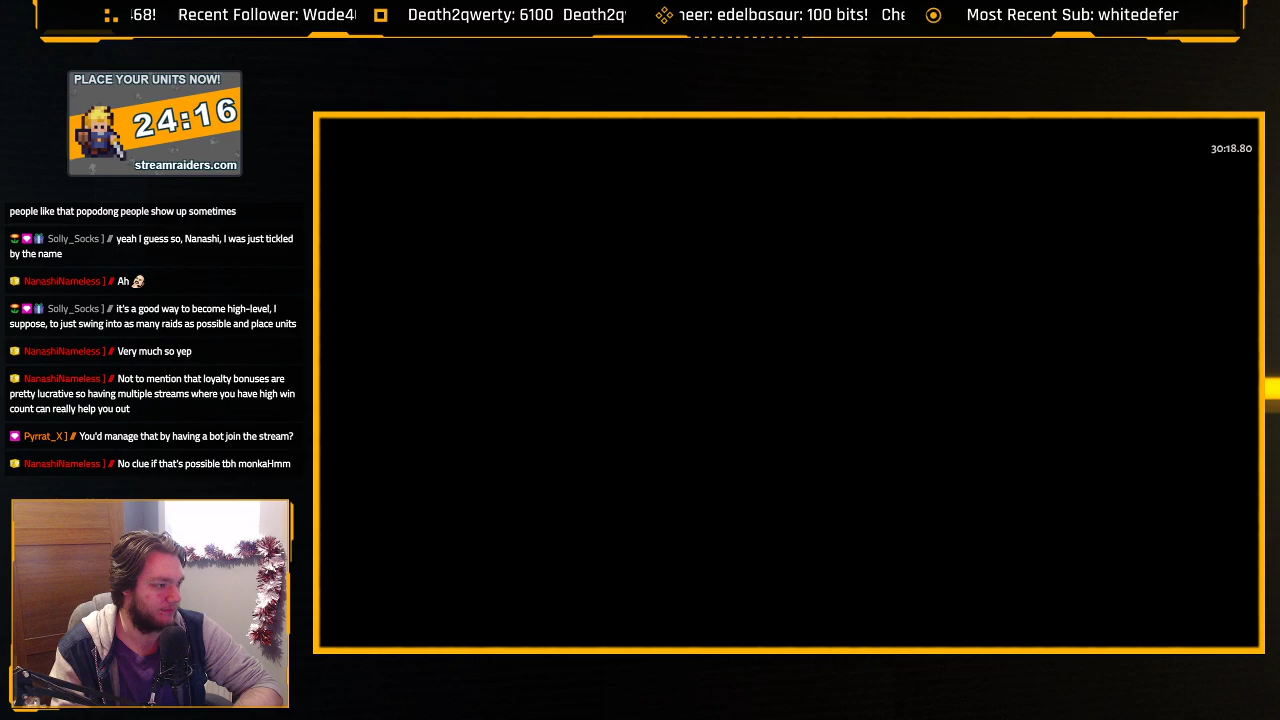 468! Recent Follower: Wade4 Death2qwerty: 6100 Death2q neer: edelbasaur: 100 bits! Che Most Recent Sub: whitedefer
PLACE YOUR UNITS NOW!
24:16
streamraiders.com
30:18.80
people like that popodong people show up sometimes
Solly_Socks ] // yeah I guess so, Nanashi, I was just tickled
by the name
NanashiNameless ] // Ah
Solly_Socks ] // it's a good way to become high-level, I
suppose, to just swing into as many raids as possible and place units
NanashiNameless ] // Very much so yep
NanashiNameless ] // Not to mention that loyalty bonuses are
pretty lucrative so having multiple streams where you have high win
count can really help you out
Pyrrat_X ] // You'd manage that by having a bot join the stream?
NanashiNameless ] // No clue if that's possible tbh monkaHmm